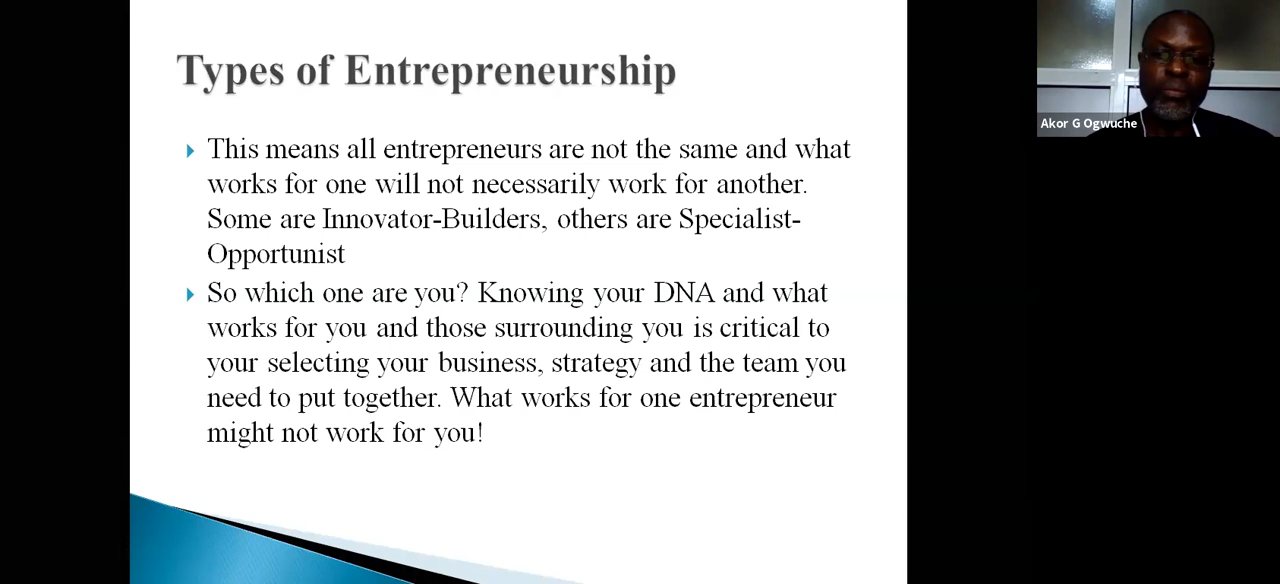 Types of Entrepreneurship
This means all entrepreneurs are not the same and what
works for one will not necessarily work for another.
Some are Innovator-Builders, others are Specialist-
Opportunist
So which one are you? Knowing your DNA and what
works for you and those surrounding you is critical to
your selecting your business, strategy and the team you
need to put together. What works for one entrepreneur
might not work for you!
Akor G Ogwuche